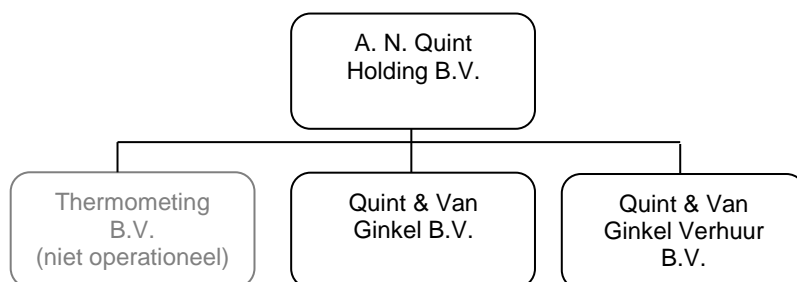 A. N. Quint
Holding B.V.
Thermometing
B.V.
(niet operationeel)
Quint & Van
Ginkel B.V.
Quint & Van
Ginkel Verhuur
B.V.